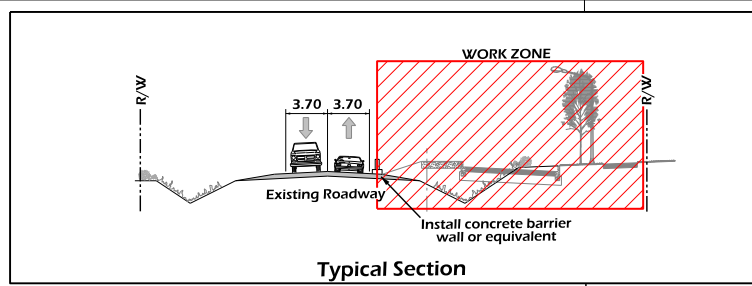 WORK ZONE
R/W
3.70 3.70
R/W
Existing Roadway
Install concrete barrier
wall or equivalent
Typical Section